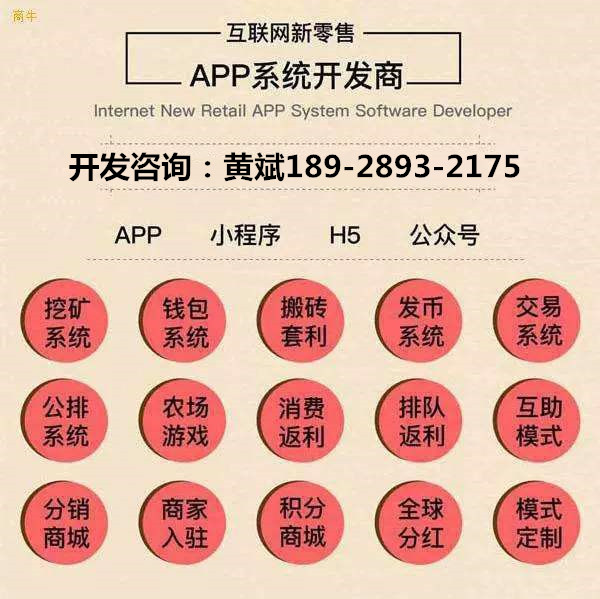 商牛
互联网新零售
APP系统开发商
Internet New Retail APP System Software Developer
开发咨询：黄斌189-2893-2175
APP 小程序 H5 公众号
挖矿系统 钱包系统 搬砖套利 发币系统 交易系统
公排系统 农场游戏 消费返利 排队返利 互助模式
分销商城 商家入驻 积分商城 全球分红 模式定制